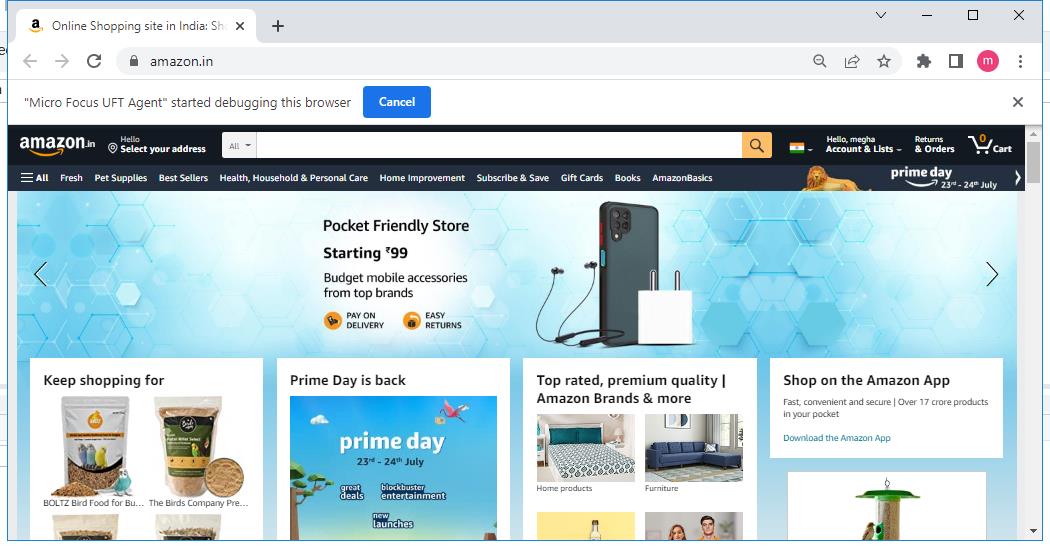 Online Shopping site in India: Sh
amazon.in
m
"Micro Focus UFT Agent" started debugging this browser
Cancel
amazon.in
Hello
Select your address
All
Hello, megha
Account & Lists
Returns
& Orders
0
Cart
All
Fresh
Pet Supplies
Best Sellers
Health, Household & Personal Care
Home Improvement
Subscribe & Save
Gift Cards
Books
AmazonBasics
prime day
23rd - 24th July
Pocket Friendly Store
Starting ₹99
Budget mobile accessories
from top brands
PAY ON
DELIVERY
EASY
RETURNS
Keep shopping for
BOLTZ Bird Food for Bu...
The Birds Company Pre...
Prime Day is back
prime day
23rd - 24th July
great
deals
blockbuster
entertainment
new
launches
Top rated, premium quality |
Amazon Brands & more
Home products
Furniture
Shop on the Amazon App
Fast, convenient and secure | Over 17 crore products
in your pocket
Download the Amazon App